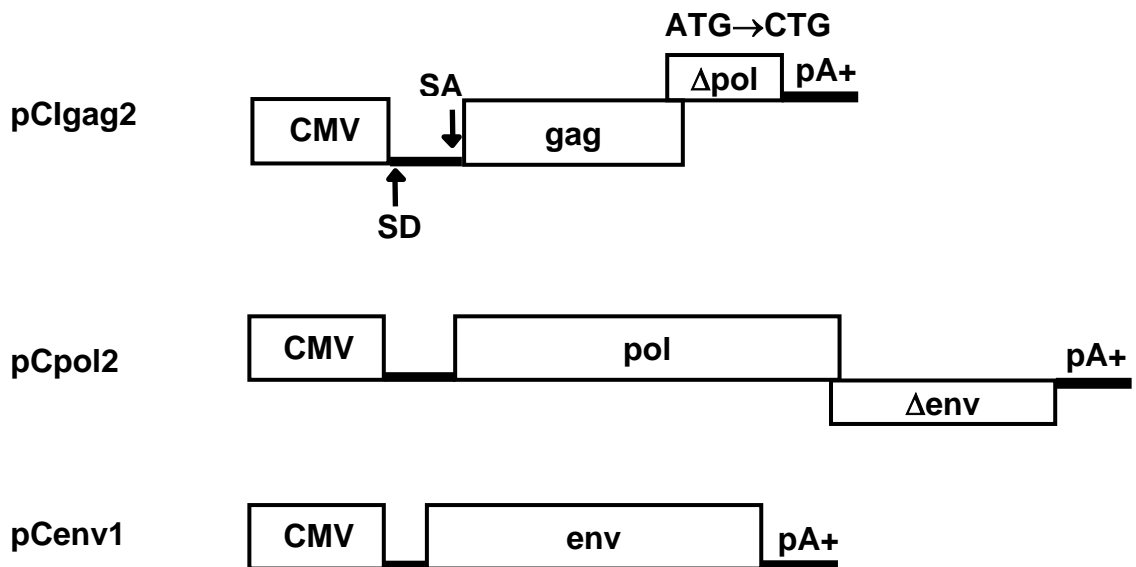 ATG→CTG
pCIgag2
CMV
SA
gag
Δpol
pA+
SD
pCpol2
CMV
pol
Δenv
pA+
pCenv1
CMV
env
pA+